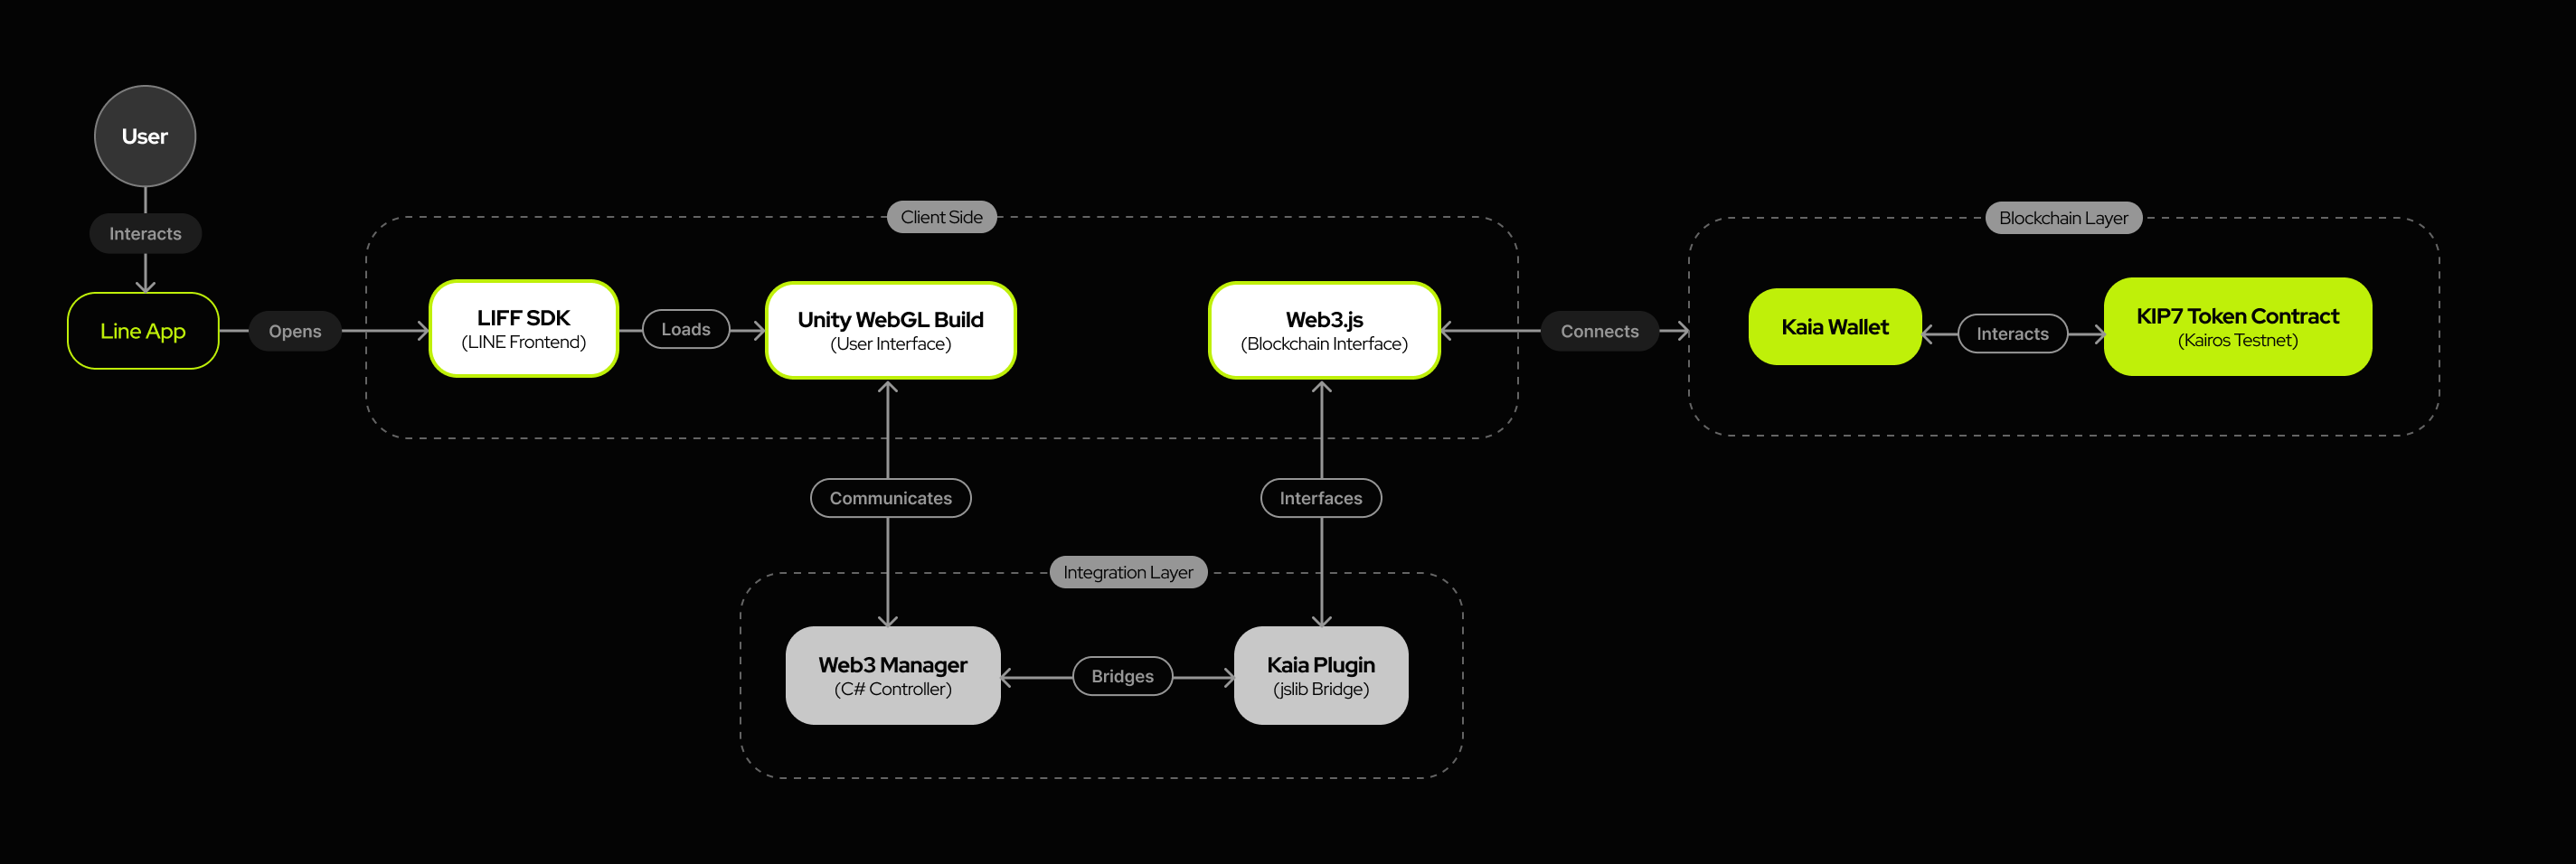 User
Interacts
Line App
Opens
Client Side
LIFF SDK
(LINE Frontend)
Loads
Unity WebGL Build
(User Interface)
Web3.js
(Blockchain Interface)
Connects
Blockchain Layer
Kaia Wallet
Interacts
KIP7 Token Contract
(Kairos Testnet)
Communicates
Interfaces
Integration Layer
Web3 Manager
(C# Controller)
Bridges
Kaia Plugin
(jslib Bridge)